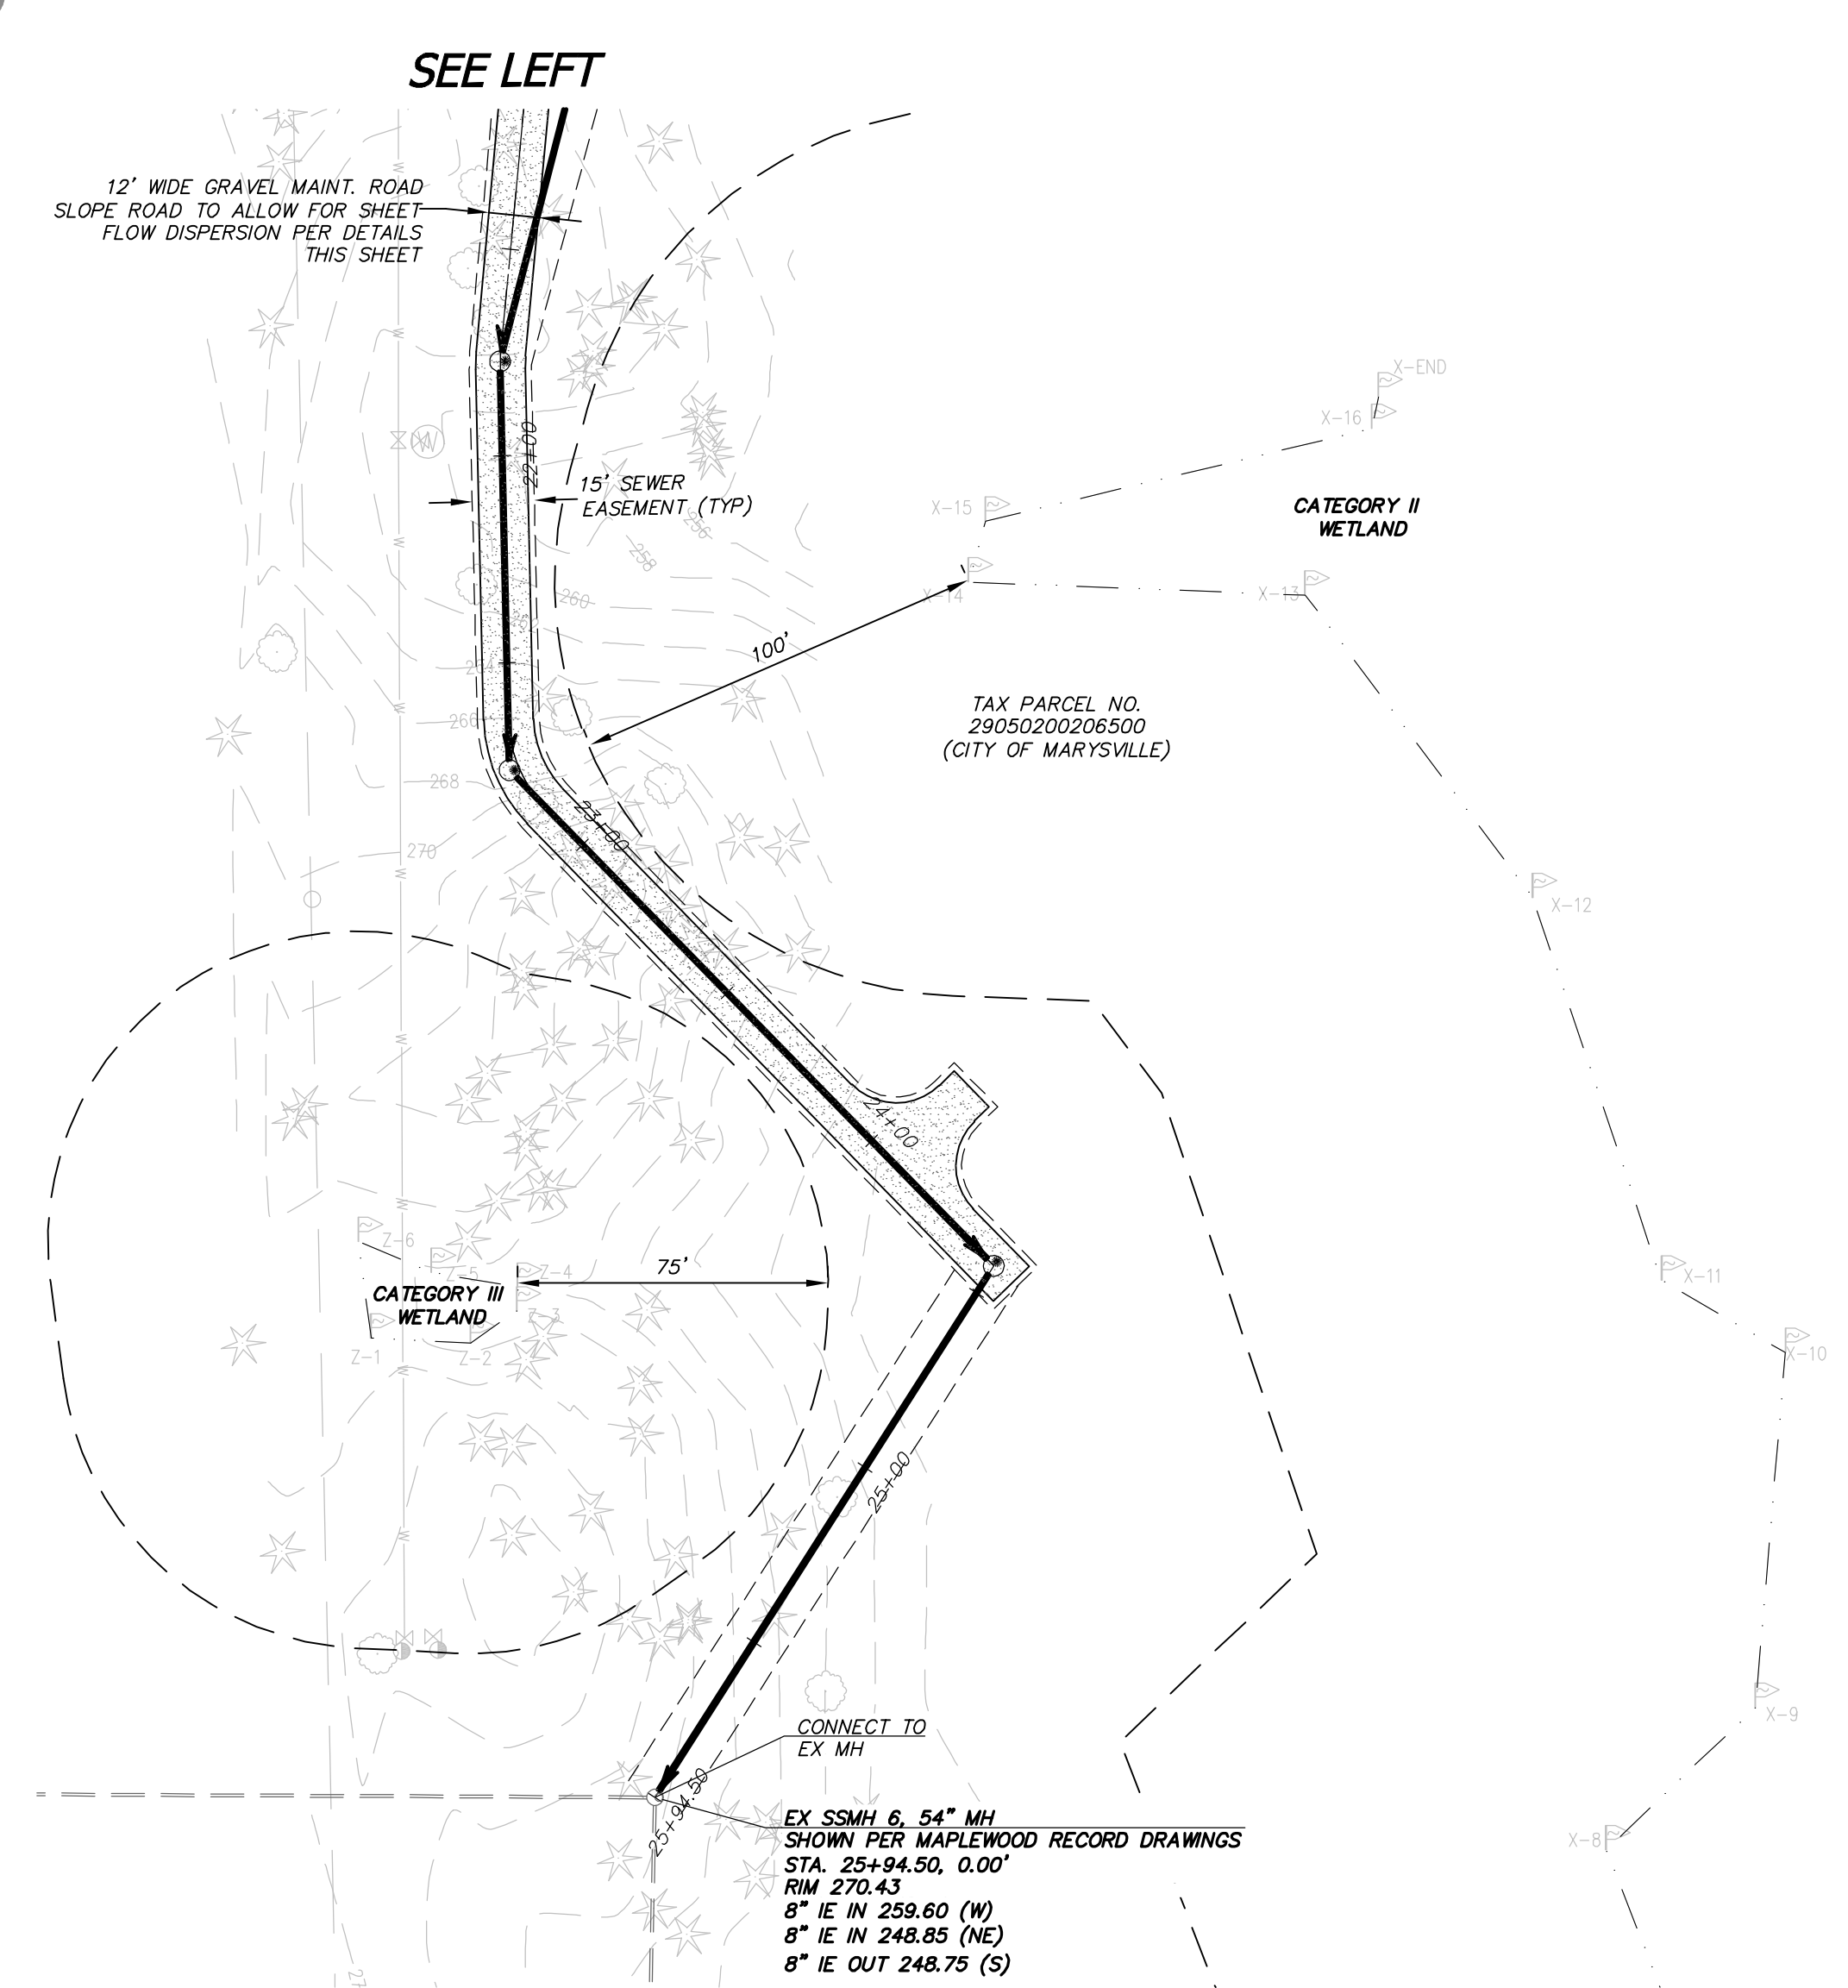 SEE LEFT
12' WIDE GRAVEL MAINT. ROAD
SLOPE ROAD TO ALLOW FOR SHEET
FLOW DISPERSION PER DETAILS
THIS SHEET
X-END
X-16
22+00
15' SEWER
EASEMENT (TYP)
X-15
CATEGORY II
WETLAND
256
258
260
X-14
X-13
100'
264
266
268
270
TAX PARCEL NO.
29050200206500
(CITY OF MARYSVILLE)
23+00
X-12
24+00
Z-6
Z-5
Z-4
75'
CATEGORY III
WETLAND
Z-3
Z-1
Z-2
X-11
X-10
25+00
X-9
CONNECT TO
EX MH
25+94.50
EX SSMH 6, 54" MH
SHOWN PER MAPLEWOOD RECORD DRAWINGS
STA. 25+94.50, 0.00'
RIM 270.43
8" IE IN 259.60 (W)
8" IE IN 248.85 (NE)
8" IE OUT 248.75 (S)
X-8